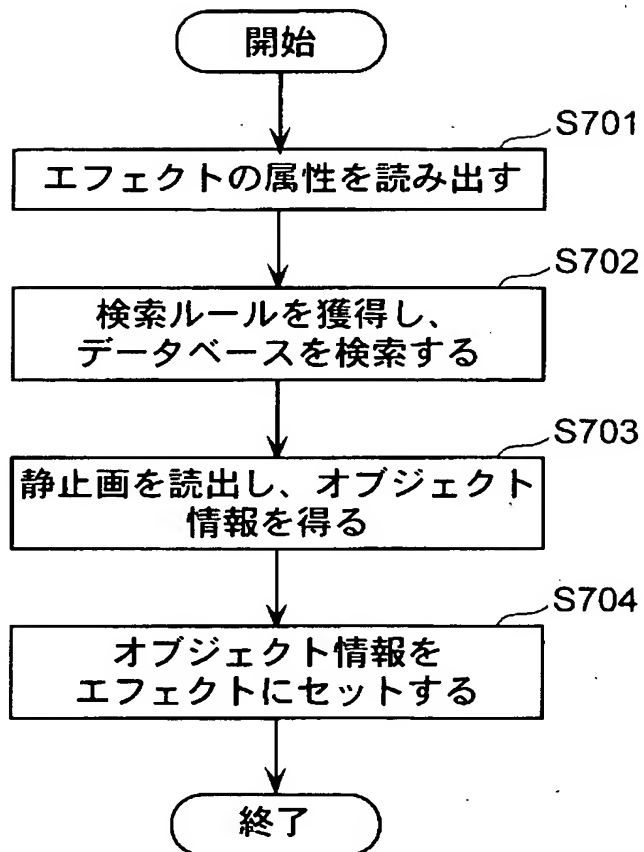 開始
S701
エフェクトの属性を読み出す
S702
検索ルールを獲得し、
データベースを検索する
S703
静止画を読出し、オブジェクト
情報を得る
S704
オブジェクト情報を
エフェクトにセットする
終了